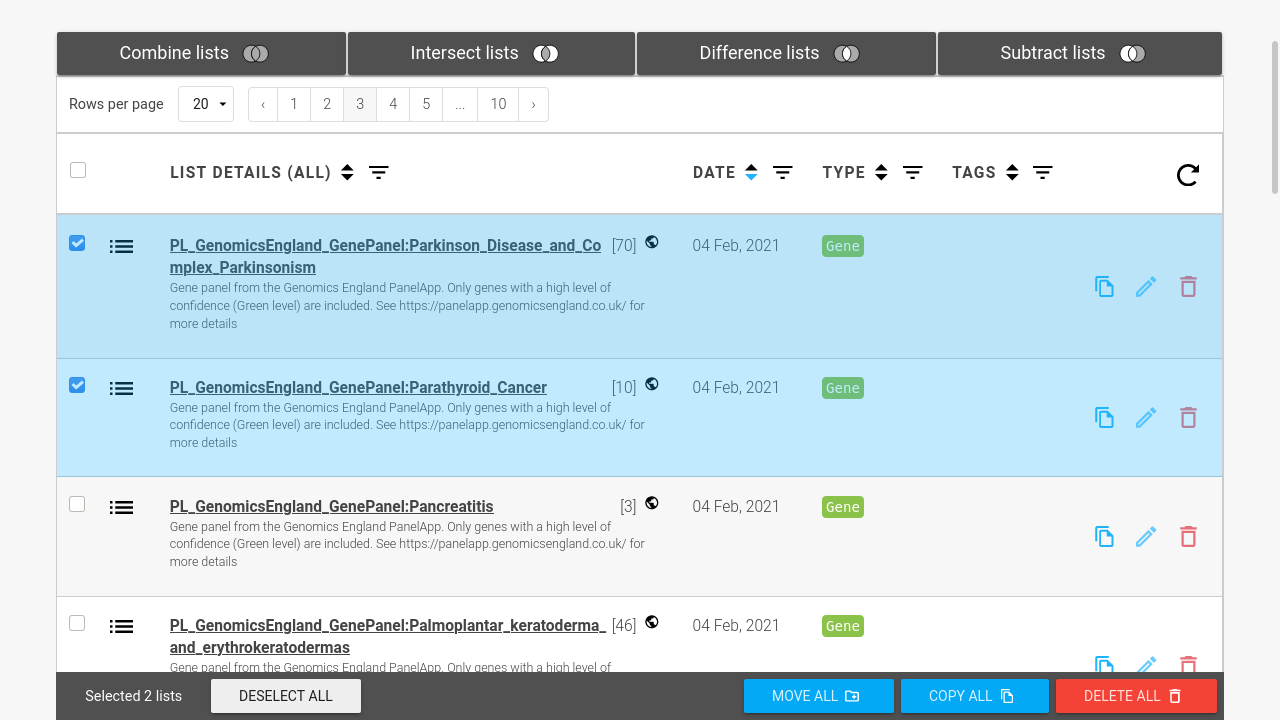 Combine lists Intersect lists Difference lists Subtract lists
Rows per page 20 ‹ 1 2 3 4 5 ... 10 ›
LIST DETAILS (ALL) DATE TYPE TAGS
PL_GenomicsEngland_GenePanel:Parkinson_Disease_and_Co [70] 04 Feb, 2021 Gene
mplex_Parkinsonism
Gene panel from the Genomics England PanelApp. Only genes with a high level of
confidence (Green level) are included. See https://panelapp.genomicsengland.co.uk/ for
more details
PL_GenomicsEngland_GenePanel:Parathyroid_Cancer [10] 04 Feb, 2021 Gene
Gene panel from the Genomics England PanelApp. Only genes with a high level of
confidence (Green level) are included. See https://panelapp.genomicsengland.co.uk/ for
more details
PL_GenomicsEngland_GenePanel:Pancreatitis [3] 04 Feb, 2021 Gene
Gene panel from the Genomics England PanelApp. Only genes with a high level of
confidence (Green level) are included. See https://panelapp.genomicsengland.co.uk/ for
more details
PL_GenomicsEngland_GenePanel:Palmoplantar_keratoderma_ [46] 04 Feb, 2021 Gene
and_erythrokeratodermas
Gene panel from the Genomics England PanelApp. Only genes with a high level of
Selected 2 lists DESELECT ALL MOVE ALL COPY ALL DELETE ALL